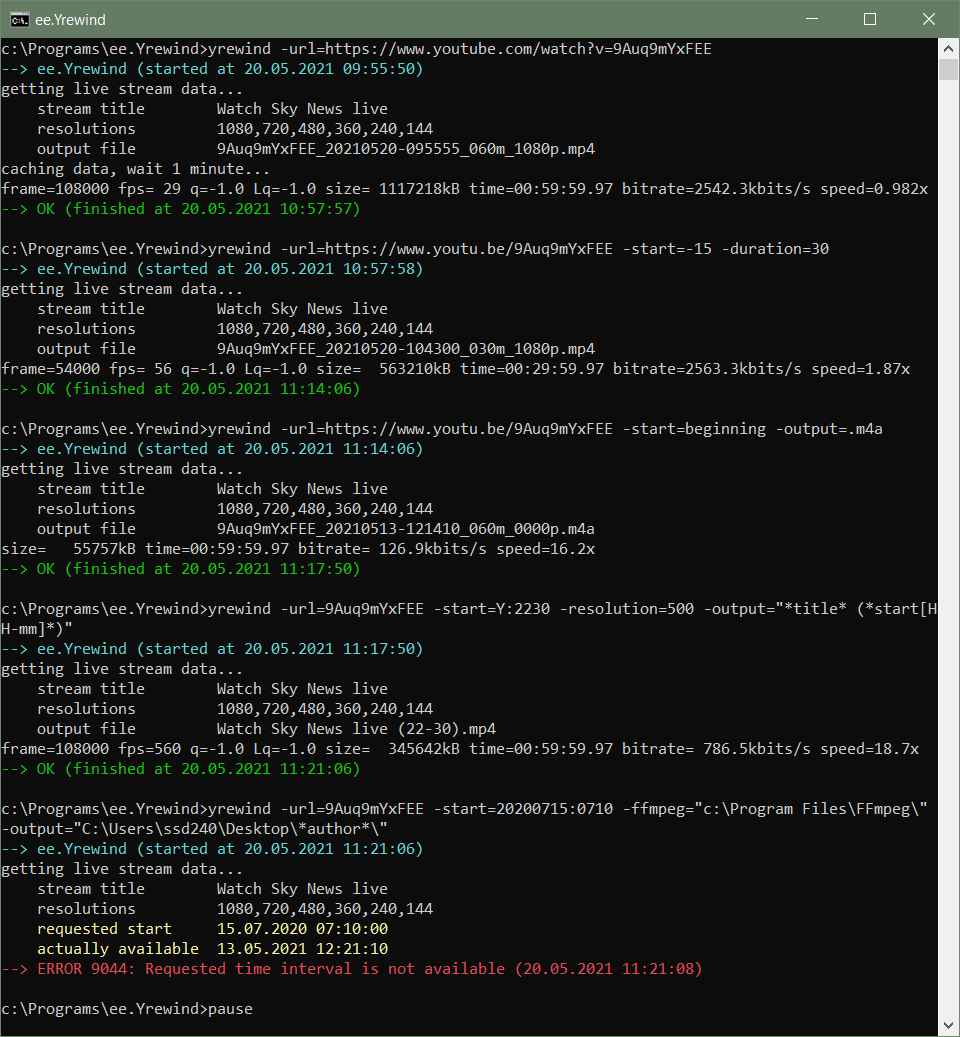 ee.Yrewind
c:\Programs\ee.Yrewind>yrewind -url=https://www.youtube.com/watch?v=9Auq9mYxFEE
--> ee.Yrewind (started at 20.05.2021 09:55:50)
getting live stream data...
    stream title        Watch Sky News live
    resolutions         1080,720,480,360,240,144
    output file         9Auq9mYxFEE_20210520-095555_060m_1080p.mp4
caching data, wait 1 minute...
frame=108000 fps= 29 q=-1.0 Lq=-1.0 size= 1117218kB time=00:59:59.97 bitrate=2542.3kbits/s speed=0.982x
--> OK (finished at 20.05.2021 10:57:57)

c:\Programs\ee.Yrewind>yrewind -url=https://www.youtu.be/9Auq9mYxFEE -start=-15 -duration=30
--> ee.Yrewind (started at 20.05.2021 10:57:58)
getting live stream data...
    stream title        Watch Sky News live
    resolutions         1080,720,480,360,240,144
    output file         9Auq9mYxFEE_20210520-104300_030m_1080p.mp4
frame=54000 fps= 56 q=-1.0 Lq=-1.0 size=  563210kB time=00:29:59.97 bitrate=2563.3kbits/s speed=1.87x
--> OK (finished at 20.05.2021 11:14:06)

c:\Programs\ee.Yrewind>yrewind -url=https://www.youtu.be/9Auq9mYxFEE -start=beginning -output=.m4a
--> ee.Yrewind (started at 20.05.2021 11:14:06)
getting live stream data...
    stream title        Watch Sky News live
    resolutions         1080,720,480,360,240,144
    output file         9Auq9mYxFEE_20210513-121410_060m_0000p.m4a
size=   55757kB time=00:59:59.97 bitrate= 126.9kbits/s speed=16.2x
--> OK (finished at 20.05.2021 11:17:50)

c:\Programs\ee.Yrewind>yrewind -url=9Auq9mYxFEE -start=Y:2230 -resolution=500 -output="*title* (*start[H
H-mm]*)"
--> ee.Yrewind (started at 20.05.2021 11:17:50)
getting live stream data...
    stream title        Watch Sky News live
    resolutions         1080,720,480,360,240,144
    output file         Watch Sky News live (22-30).mp4
frame=108000 fps=560 q=-1.0 Lq=-1.0 size=  345642kB time=00:59:59.97 bitrate= 786.5kbits/s speed=18.7x
--> OK (finished at 20.05.2021 11:21:06)

c:\Programs\ee.Yrewind>yrewind -url=9Auq9mYxFEE -start=20200715:0710 -ffmpeg="c:\Program Files\FFmpeg\"
-output="C:\Users\ssd240\Desktop\*author*\"
--> ee.Yrewind (started at 20.05.2021 11:21:06)
getting live stream data...
    stream title        Watch Sky News live
    resolutions         1080,720,480,360,240,144
    requested start     15.07.2020 07:10:00
    actually available  13.05.2021 12:21:10
--> ERROR 9044: Requested time interval is not available (20.05.2021 11:21:08)

c:\Programs\ee.Yrewind>pause